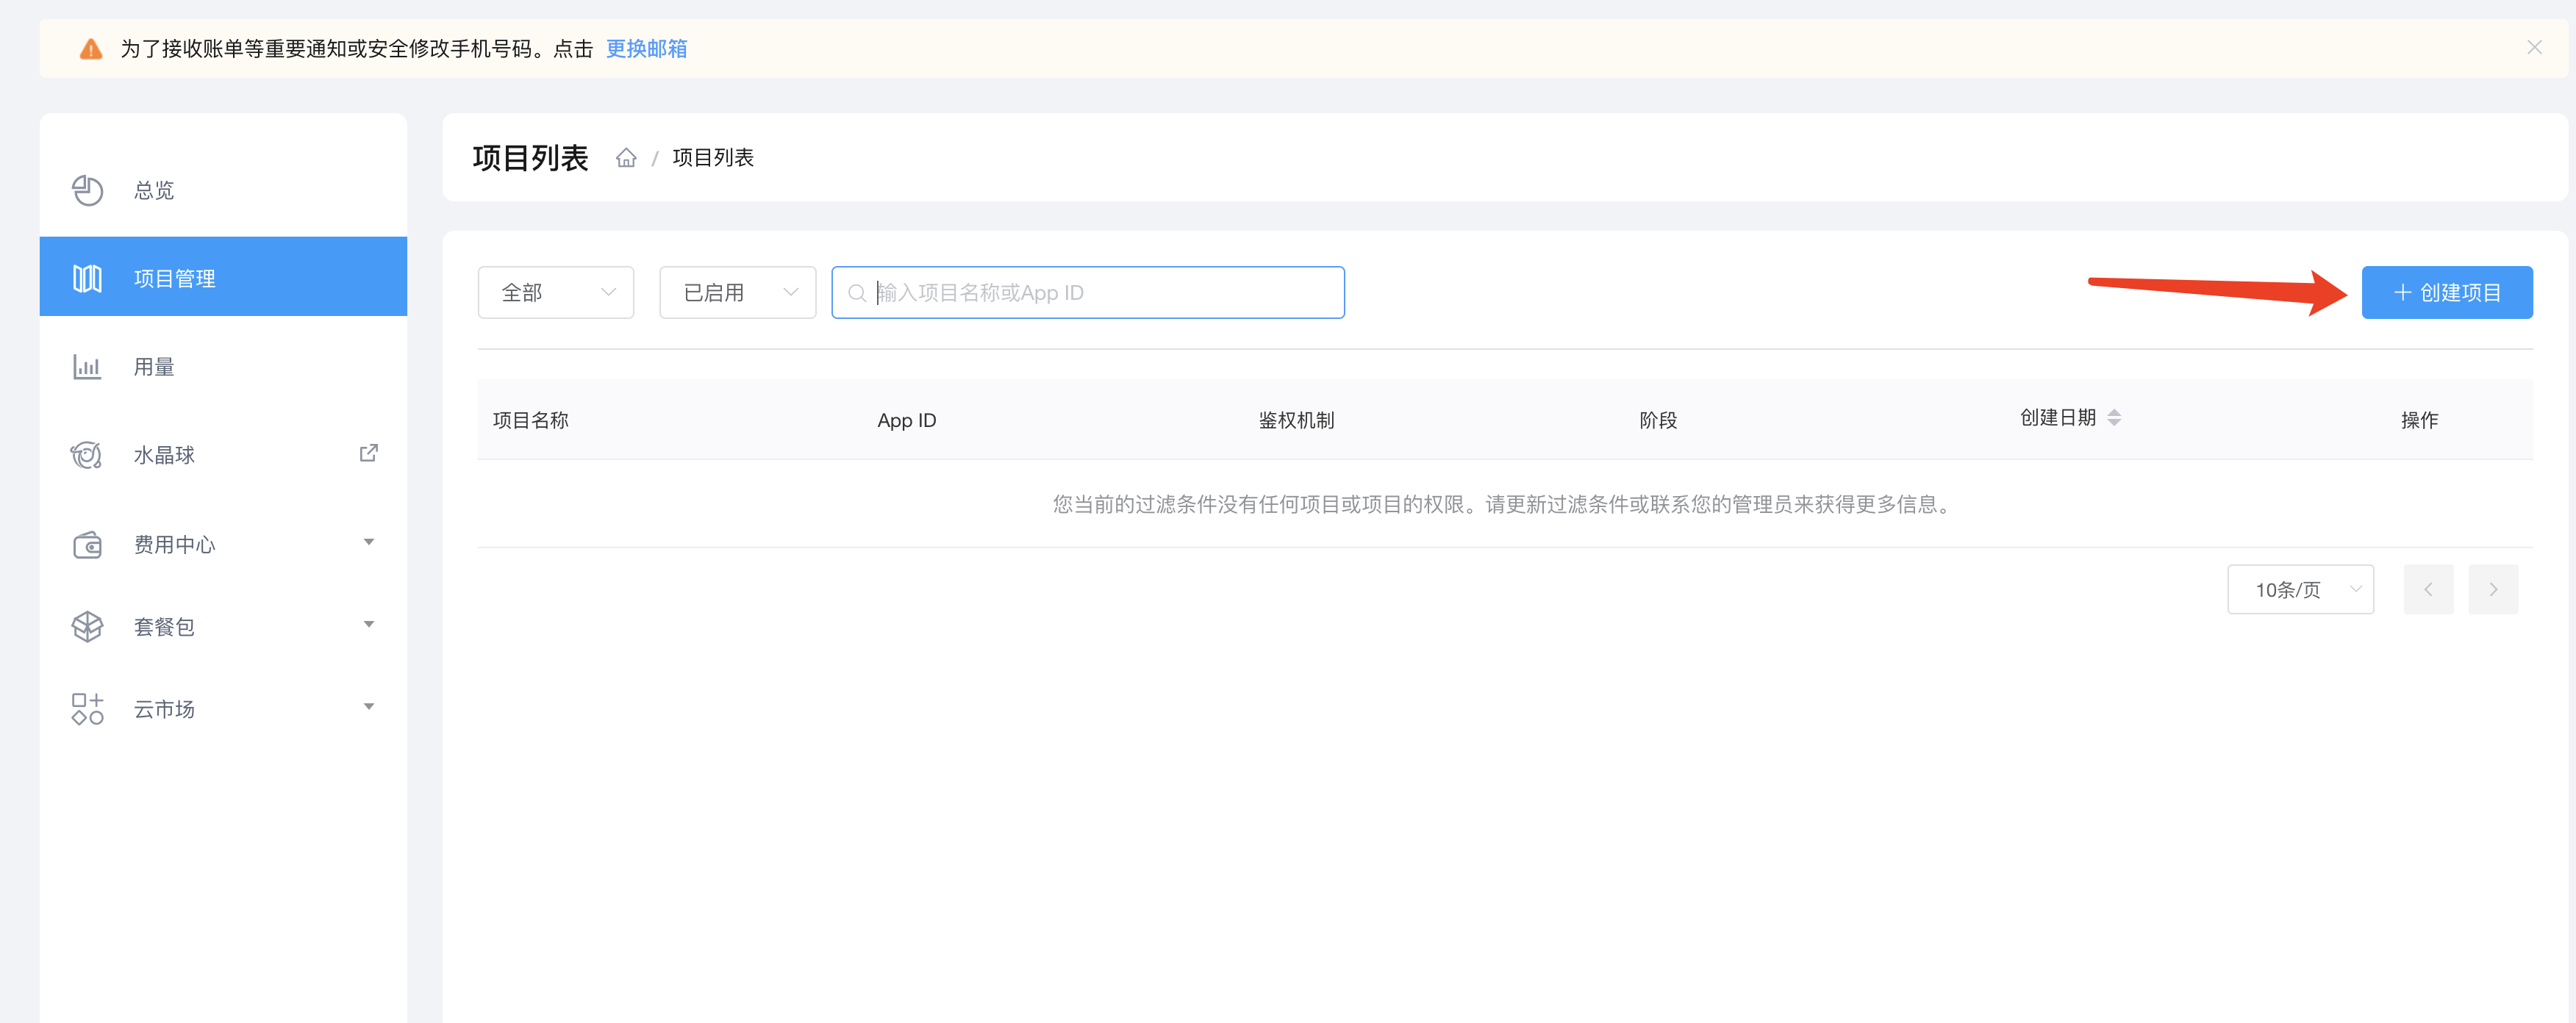 为了接收账单等重要通知或安全修改手机号码。点击 更换邮箱
总览
项目管理
用量
水晶球
费用中心
套餐包
云市场
项目列表 / 项目列表
全部 已启用 输入项目名称或App ID + 创建项目
项目名称 App ID 鉴权机制 阶段 创建日期 操作
您当前的过滤条件没有任何项目或项目的权限。请更新过滤条件或联系您的管理员来获得更多信息。
10条/页